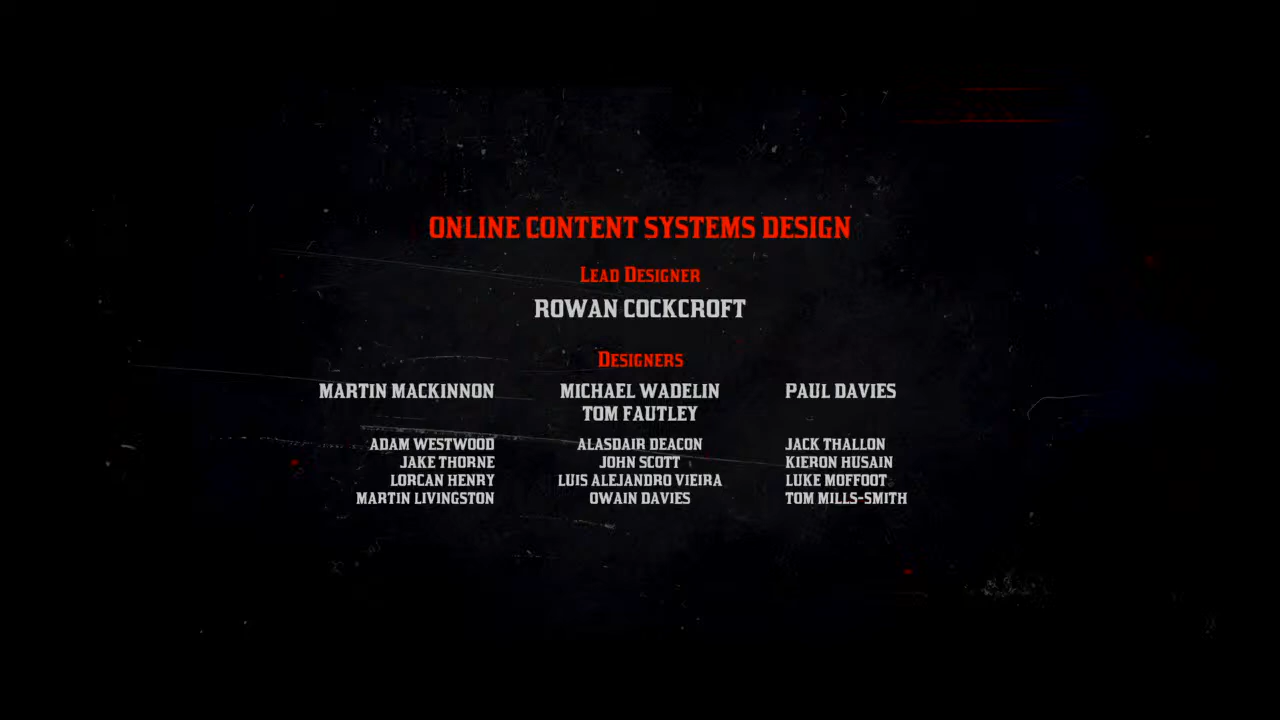 ONLINE CONTENT SYSTEMS DESIGN
LEAD DESIGNER
ROWAN COCKCROFT
DESIGNERS
MARTIN MACKINNON MICHAEL WADELIN PAUL DAVIES
TOM FAUTLEY
ADAM WESTWOOD ALASDAIR DEACON JACK THALLON
JAKE THORNE JOHN SCOTT KIERON HUSAIN
LORCAN HENRY LUIS ALEJANDRO VIEIRA LUKE MOFFOOT
MARTIN LIVINGSTON OWAIN DAVIES TOM MILLS-SMITH